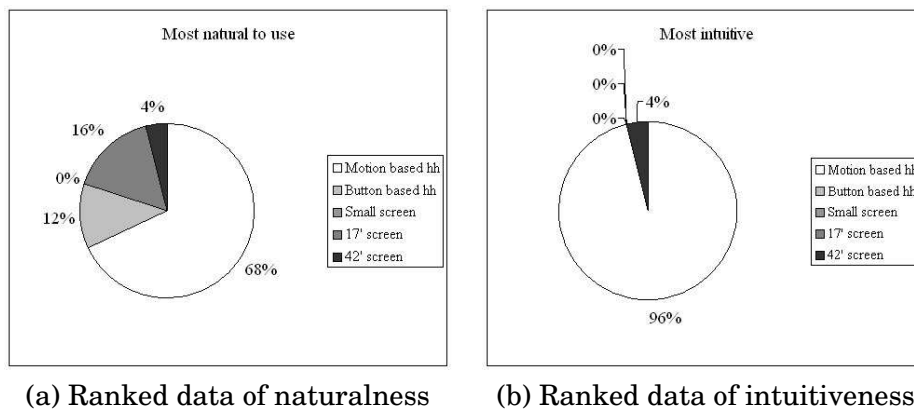 Most natural to use
4%
16%
0%
12%
68%
Motion based hh
Button based hh
Small screen
17' screen
42' screen
(a) Ranked data of naturalness
Most intuitive
0%
0%
0%
4%
96%
Motion based hh
Button based hh
Small screen
17' screen
42' screen
(b) Ranked data of intuitiveness